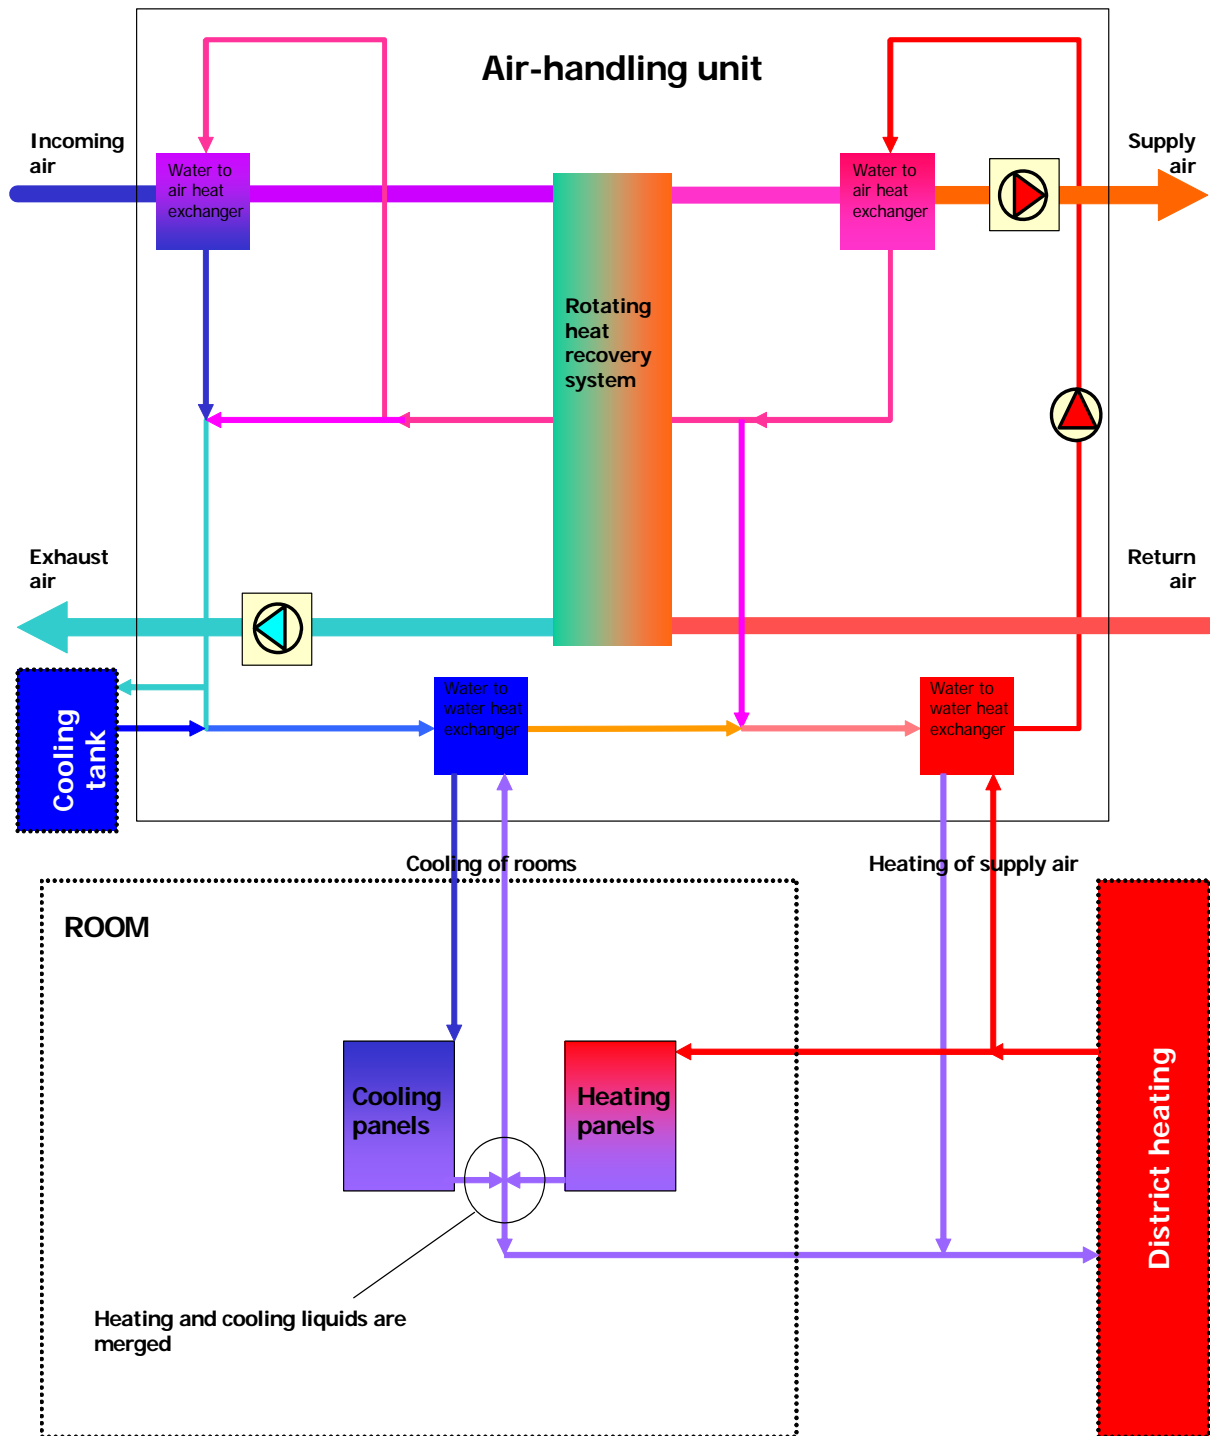 Air-handling unit
Incoming
air
Water to
air heat
exchanger
Water to
air heat
exchanger
Supply
air
Rotating
heat
recovery
system
Exhaust
air
Return
air
Cooling
tank
Water to
water heat
exchanger
Water to
water heat
exchanger
Cooling of rooms
Heating of supply air
ROOM
Cooling
panels
Heating
panels
District heating
Heating and cooling liquids are
merged